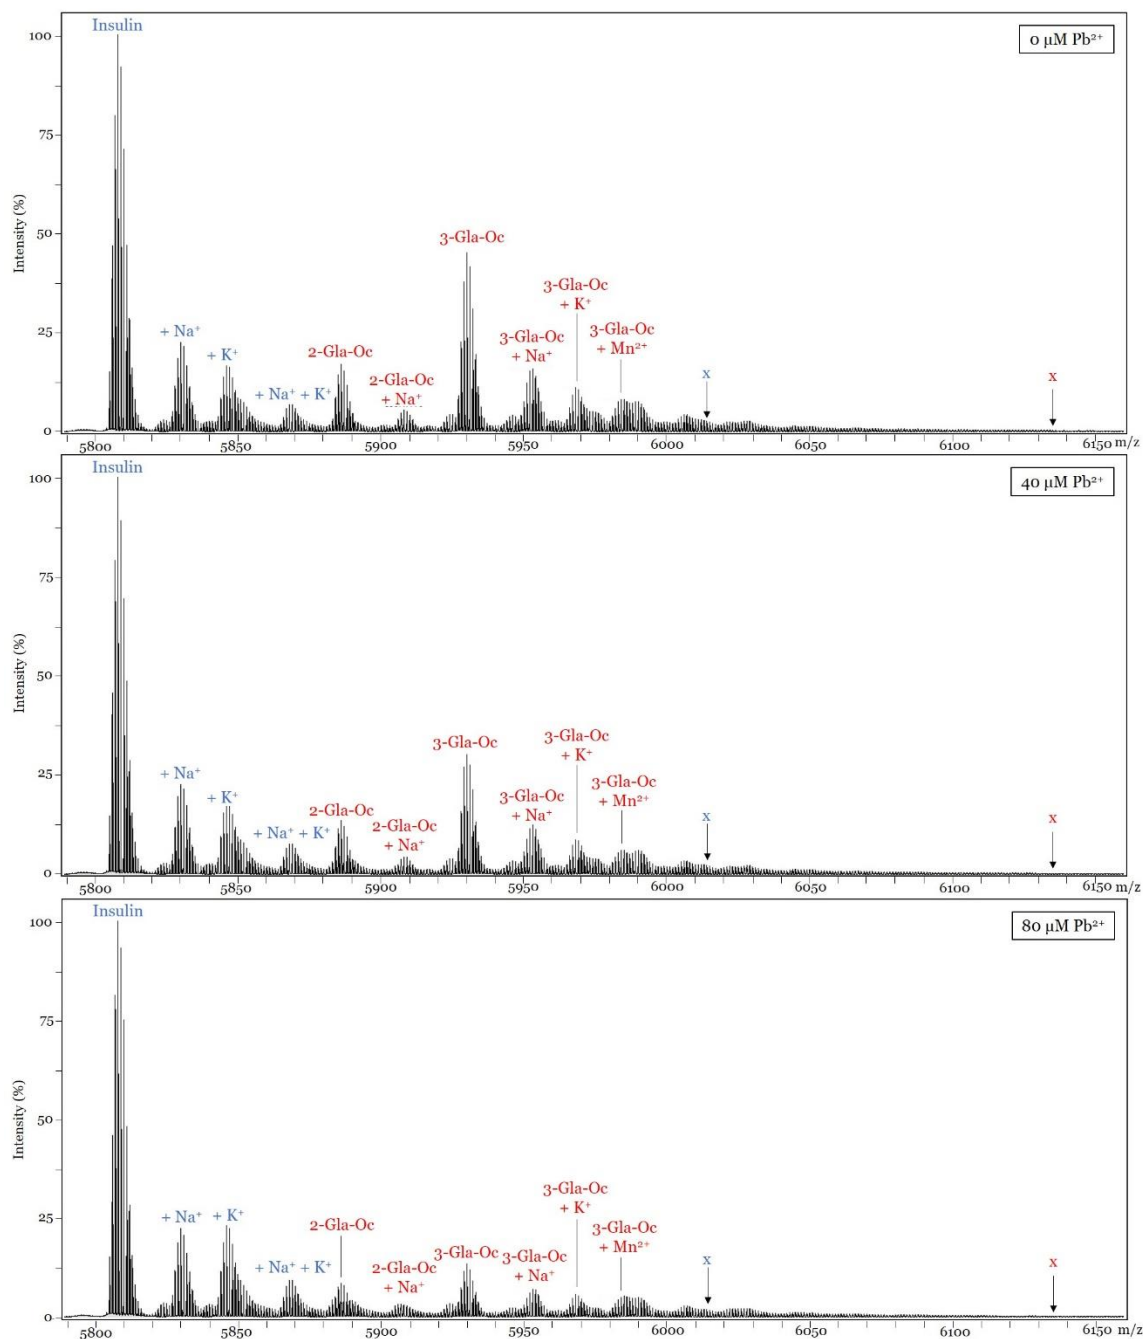 Insulin
0 μM Pb²⁺
100
75
Intensity (%)
50
3-Gla-Oc
3-Gla-Oc
+ K⁺
+ Na⁺
25
3-Gla-Oc
+ Na⁺
3-Gla-Oc
+ Mn²⁺
+ K⁺
2-Gla-Oc
2-Gla-Oc
+ Na⁺
+ Na⁺ + K⁺
x
x
0
5800 5850 5900 5950 6000 6050 6100 6150 m/z
Insulin
40 μM Pb²⁺
100
75
Intensity (%)
50
3-Gla-Oc
3-Gla-Oc
+ K⁺
+ Na⁺
25
3-Gla-Oc
+ Mn²⁺
+ K⁺
2-Gla-Oc
3-Gla-Oc
+ Na⁺
+ Na⁺ + K⁺
2-Gla-Oc
+ Na⁺
x
x
0
5800 5850 5900 5950 6000 6050 6100 6150 m/z
Insulin
80 μM Pb²⁺
100
75
Intensity (%)
50
3-Gla-Oc
+ K⁺
25
+ Na⁺
+ K⁺
2-Gla-Oc
3-Gla-Oc
+ Mn²⁺
+ Na⁺ + K⁺
2-Gla-Oc
+ Na⁺
3-Gla-Oc
3-Gla-Oc
+ Na⁺
x
x
0
5800 5850 5900 5950 6000 6050 6100 6150 m/z